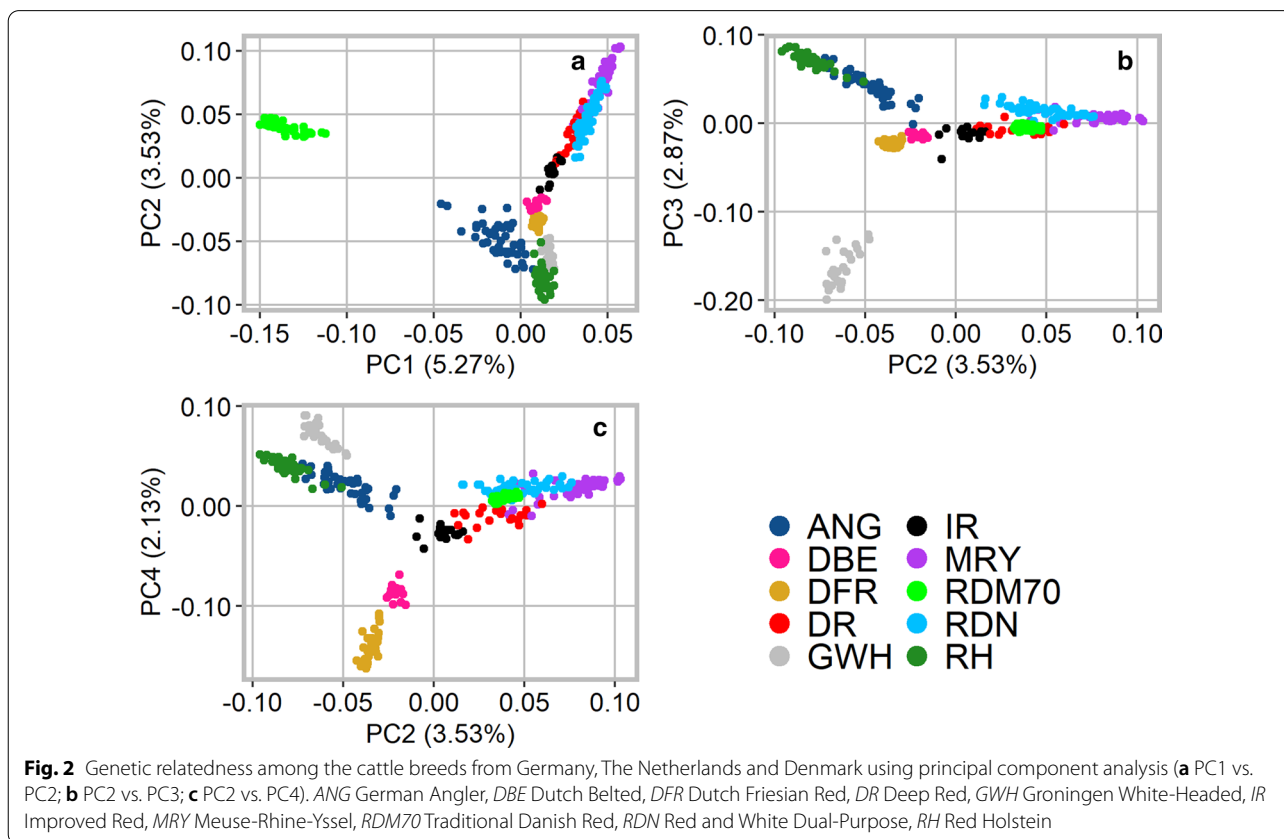 a
0.10
0.05
0.00
-0.05
-0.10
PC2 (3.53%)
-0.15 -0.10 -0.05 0.00 0.05
PC1 (5.27%)
b
0.10
0.00
-0.10
-0.20
PC3 (2.87%)
-0.10 -0.05 0.00 0.05 0.10
PC2 (3.53%)
c
0.10
0.00
-0.10
PC4 (2.13%)
-0.10 -0.05 0.00 0.05 0.10
PC2 (3.53%)
ANG IR
DBE MRY
DFR RDM70
DR RDN
GWH RH
Fig. 2 Genetic relatedness among the cattle breeds from Germany, The Netherlands and Denmark using principal component analysis (a PC1 vs.
PC2; b PC2 vs. PC3; c PC2 vs. PC4). ANG German Angler, DBE Dutch Belted, DFR Dutch Friesian Red, DR Deep Red, GWH Groningen White-Headed, IR
Improved Red, MRY Meuse-Rhine-Yssel, RDM70 Traditional Danish Red, RDN Red and White Dual-Purpose, RH Red Holstein